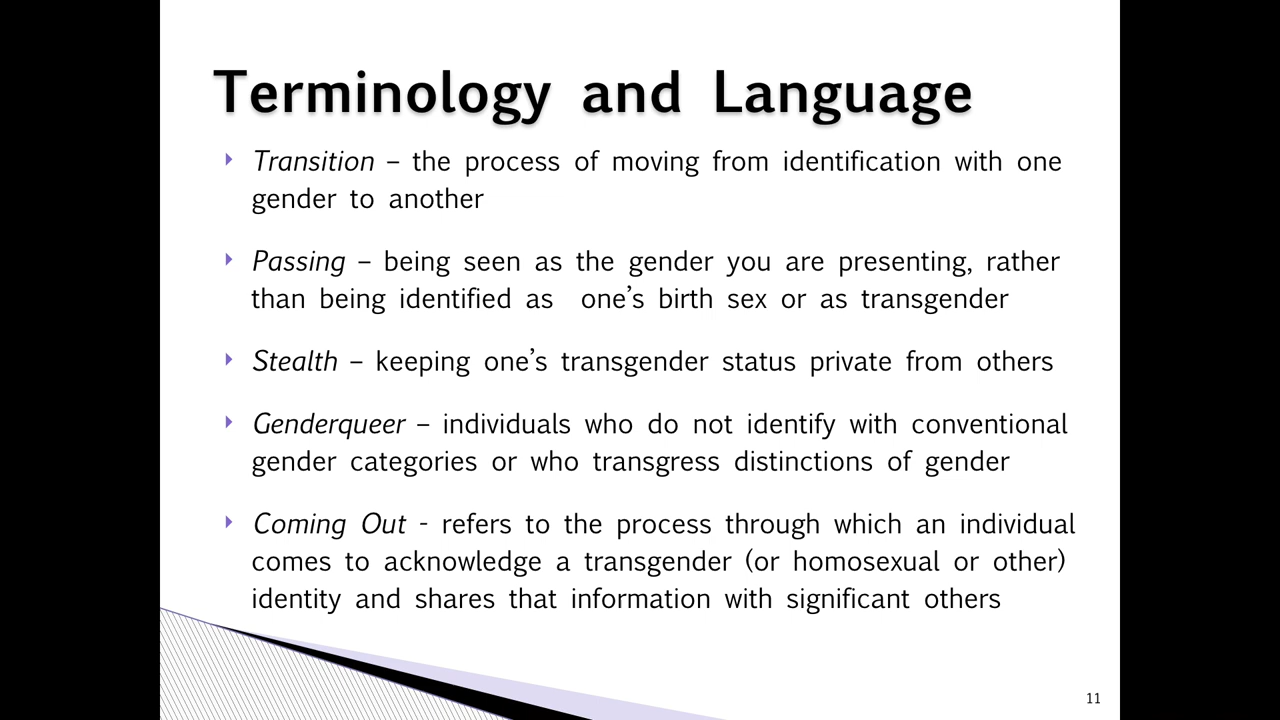 Terminology and Language
Transition – the process of moving from identification with one
gender to another
Passing – being seen as the gender you are presenting, rather
than being identified as  one’s birth sex or as transgender
Stealth – keeping one’s transgender status private from others
Genderqueer – individuals who do not identify with conventional
gender categories or who transgress distinctions of gender
Coming Out - refers to the process through which an individual
comes to acknowledge a transgender (or homosexual or other)
identity and shares that information with significant others
11